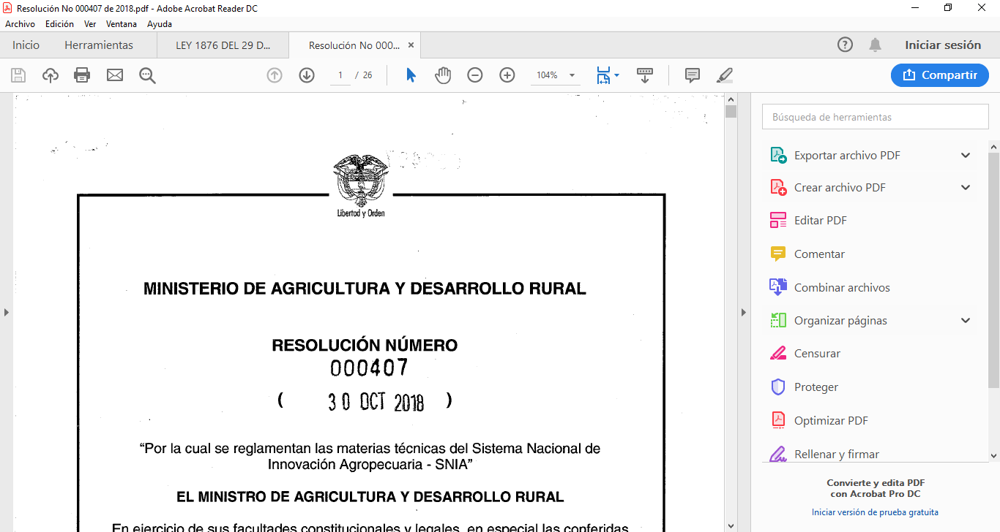 Resolución No 000407 de 2018.pdf - Adobe Acrobat Reader DC
Archivo Edición Ver Ventana Ayuda
Inicio Herramientas LEY 1876 DEL 29 D... Resolución No 000... × Iniciar sesión
1 / 26 104% Compartir
Búsqueda de herramientas
Exportar archivo PDF
Crear archivo PDF
Editar PDF
Comentar
Combinar archivos
Organizar páginas
Censurar
Proteger
Optimizar PDF
Rellenar y firmar
Convierte y edita PDF
con Acrobat Pro DC
Iniciar versión de prueba gratuita
Libertad y Orden
MINISTERIO DE AGRICULTURA Y DESARROLLO RURAL
RESOLUCIÓN NÚMERO
000407
( 30 OCT 2018 )
“Por la cual se reglamentan las materias técnicas del Sistema Nacional de
Innovación Agropecuaria - SNIA”
EL MINISTRO DE AGRICULTURA Y DESARROLLO RURAL
En ejercicio de sus facultades constitucionales y legales, en especial las conferidas